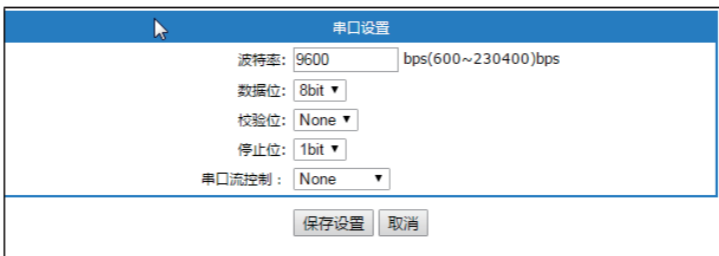 串口设置
波特率: 9600 bps(600~230400)bps
数据位: 8bit
校验位: None
停止位: 1bit
串口流控制： None
保存设置 取消